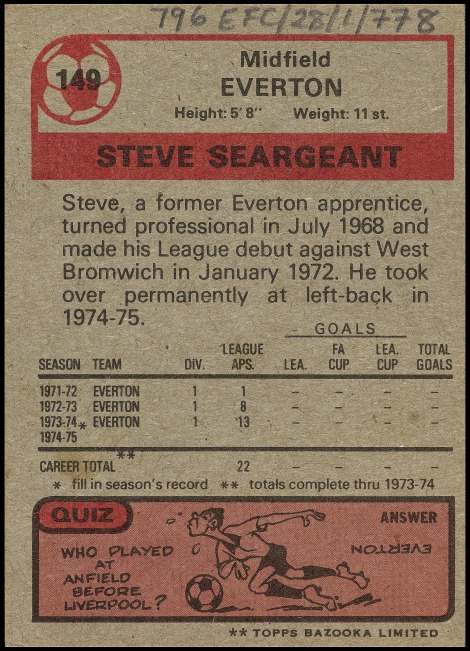 796 EFC/28/1/778
149
Midfield
EVERTON
Height: 5' 8" Weight: 11 st.
STEVE SEARGEANT
Steve, a former Everton apprentice,
turned professional in July 1968 and
made his League debut against West
Bromwich in January 1972. He took
over permanently at left-back in
1974-75.
GOALS
SEASON TEAM DIV. LEAGUE APS. LEA. FA CUP LEA. CUP TOTAL GOALS
1971-72 EVERTON 1 1 – – – –
1972-73 EVERTON 1 8 – – – –
1973-74 EVERTON 1 13 – – – –
1974-75 *
CAREER TOTAL ** 22 – – – –
* fill in season's record ** totals complete thru 1973-74
QUIZ
WHO PLAYED
AT
ANFIELD
BEFORE
LIVERPOOL?
ANSWER
EVERTON
** TOPPS BAZOOKA LIMITED